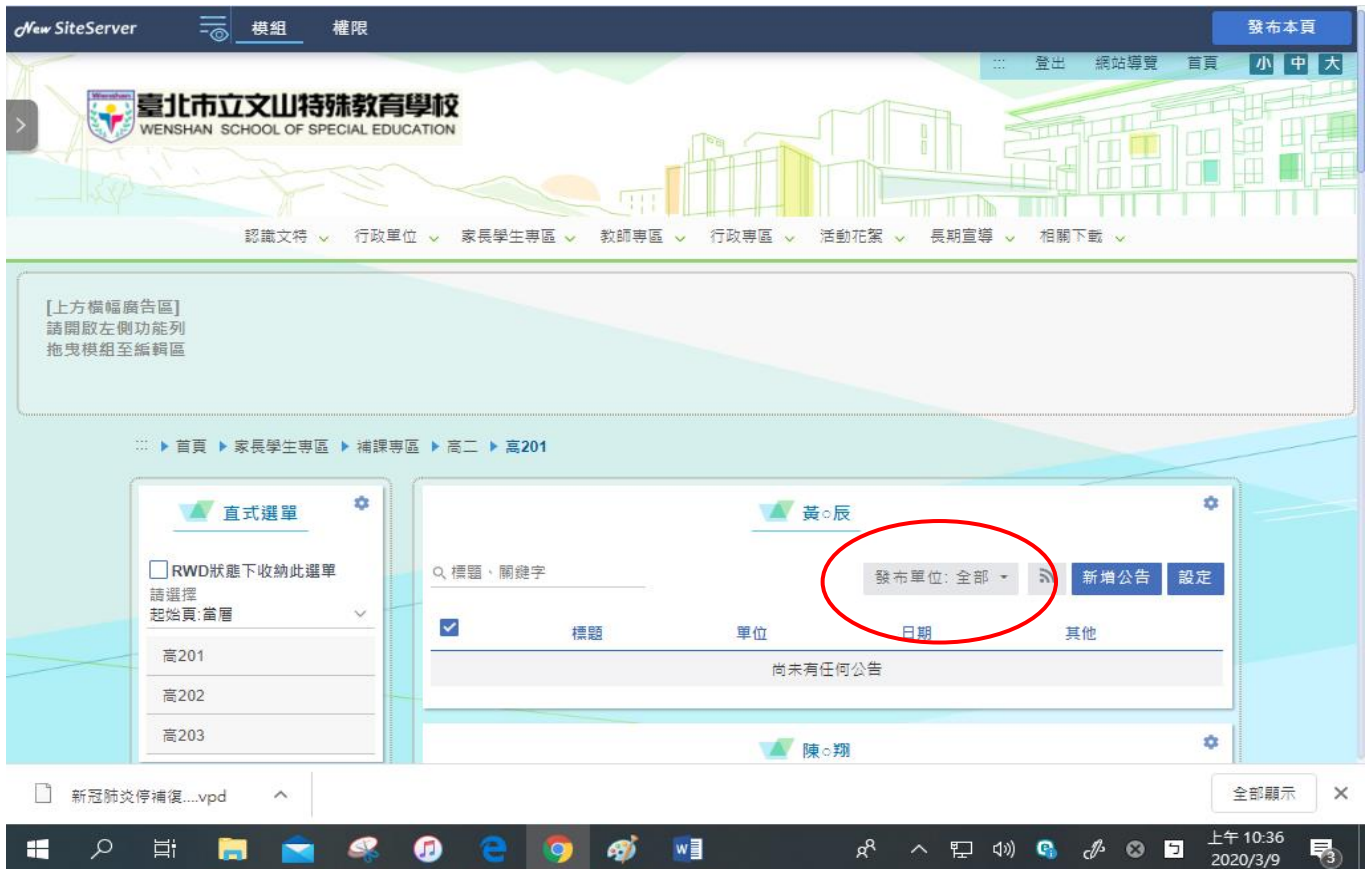 New SiteServer 模組 權限 發布本頁
::: 登出 網站導覽 首頁 小 中 大
Wenshan
臺北市立文山特殊教育學校
WENSHAN SCHOOL OF SPECIAL EDUCATION
認識文特 行政單位 家長學生專區 教師專區 行政專區 活動花絮 長期宣導 相關下載
[上方橫幅廣告區]
請開啟左側功能列
拖曳模組至編輯區
::: 首頁 家長學生專區 補課專區 高二 高201
直式選單
RWD狀態下收納此選單
請選擇
起始頁:當層
高201
高202
高203
黃○辰
標題、關鍵字 發布單位: 全部 新增公告 設定
標題 單位 日期 其他
尚未有任何公告
陳○翔
新冠肺炎停補復....vpd 全部顯示
上午 10:36
2020/3/9
3